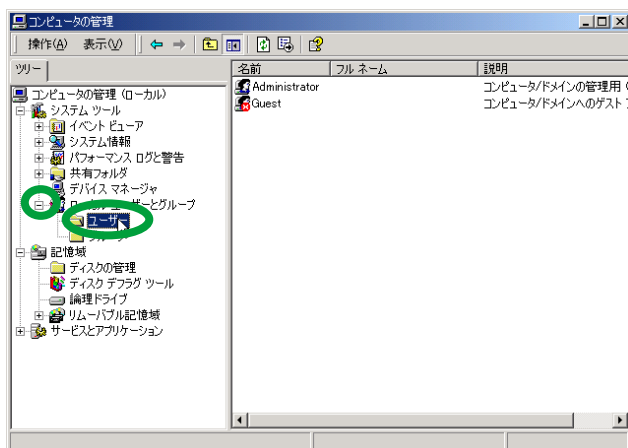 コンピュータの管理
操作(A) 表示(V)
ツリー
名前 フル ネーム 説明
コンピュータの管理 (ローカル)
システム ツール
イベント ビューア
システム情報
パフォーマンス ログと警告
共有フォルダ
デバイス マネージャ
ローカル ユーザーとグループ
ユーザー
グループ
記憶域
ディスクの管理
ディスク デフラグ ツール
論理ドライブ
リムーバブル記憶域
サービスとアプリケーション
Administrator コンピュータ/ドメインの管理用 (
Guest コンピュータ/ドメインへのゲスト